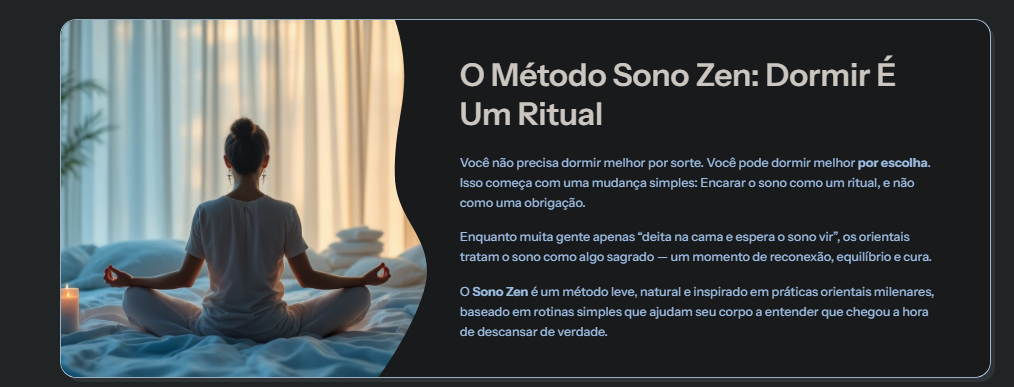 O Método Sono Zen: Dormir É
Um Ritual
Você não precisa dormir melhor por sorte. Você pode dormir melhor por escolha.
Isso começa com uma mudança simples: Encarar o sono como um ritual, e não
como uma obrigação.
Enquanto muita gente apenas “deita na cama e espera o sono vir”, os orientais
tratam o sono como algo sagrado — um momento de reconexão, equilíbrio e cura.
O Sono Zen é um método leve, natural e inspirado em práticas orientais milenares,
baseado em rotinas simples que ajudam seu corpo a entender que chegou a hora
de descansar de verdade.